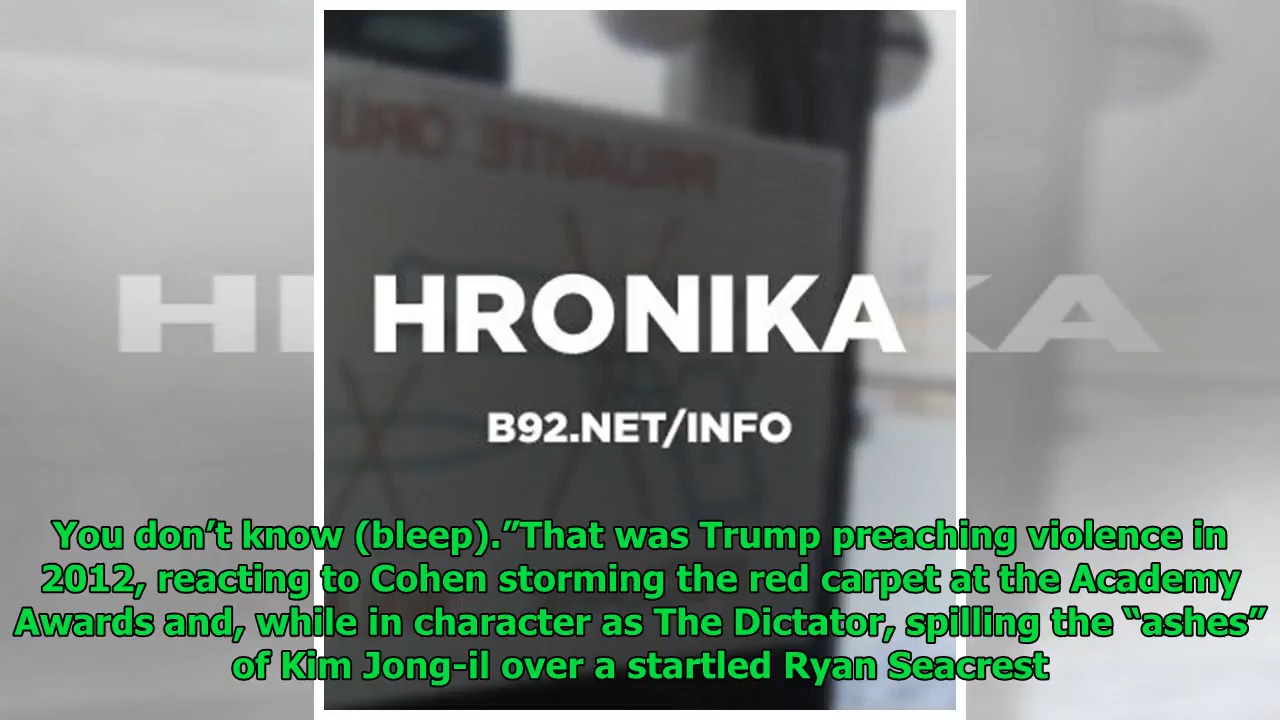 HRONIKA
B92.NET/INFO
You don’t know (bleep).”That was Trump preaching violence in
2012, reacting to Cohen storming the red carpet at the Academy
Awards and, while in character as The Dictator, spilling the “ashes”
of Kim Jong-il over a startled Ryan Seacrest